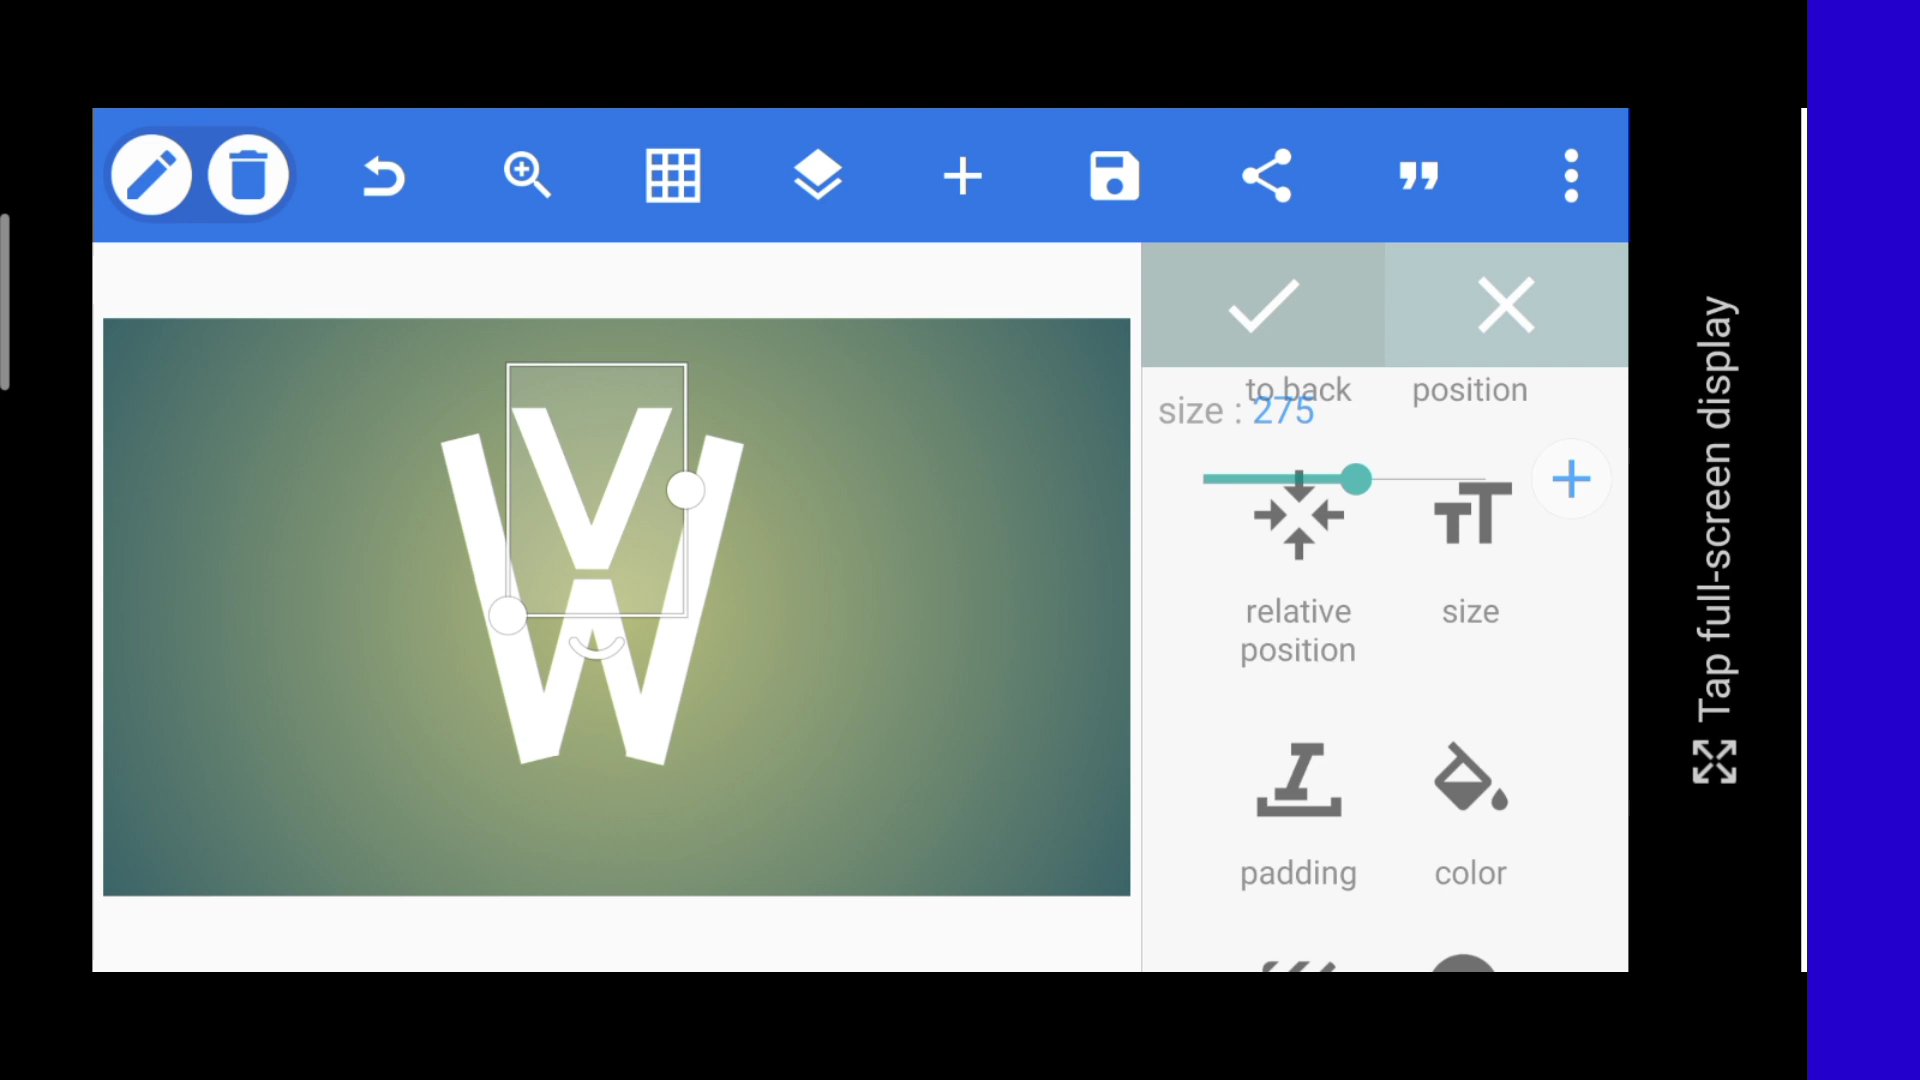 to back
position
size : 275
relative
position
size
padding
color
V
W
Tap full-screen display